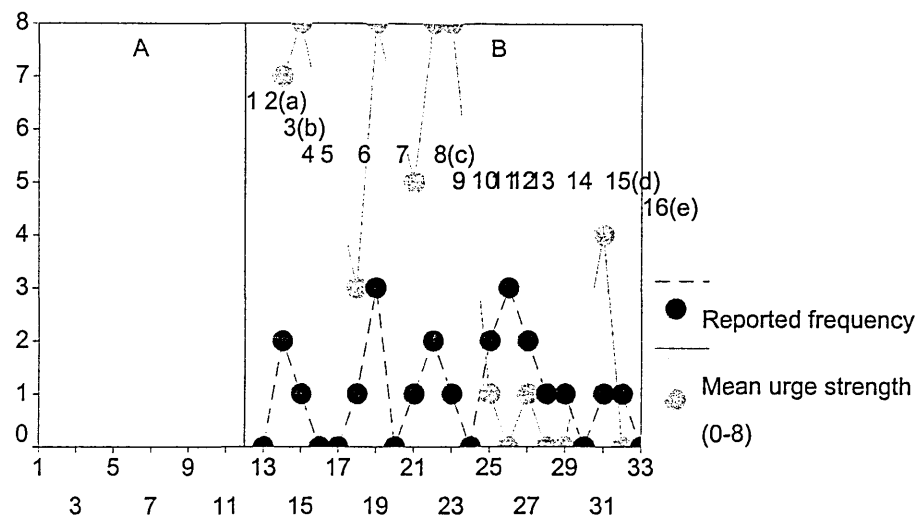 8
A B
7
1 2(a)
6
3(b)
4 5 6 7 8(c)
5
9 10 11 12 13 14 15(d)
16(e)
4
3
Reported frequency
2
1
Mean urge strength
(0-8)
0
1 5 9 13 17 21 25 29 33
3 7 11 15 19 23 27 31